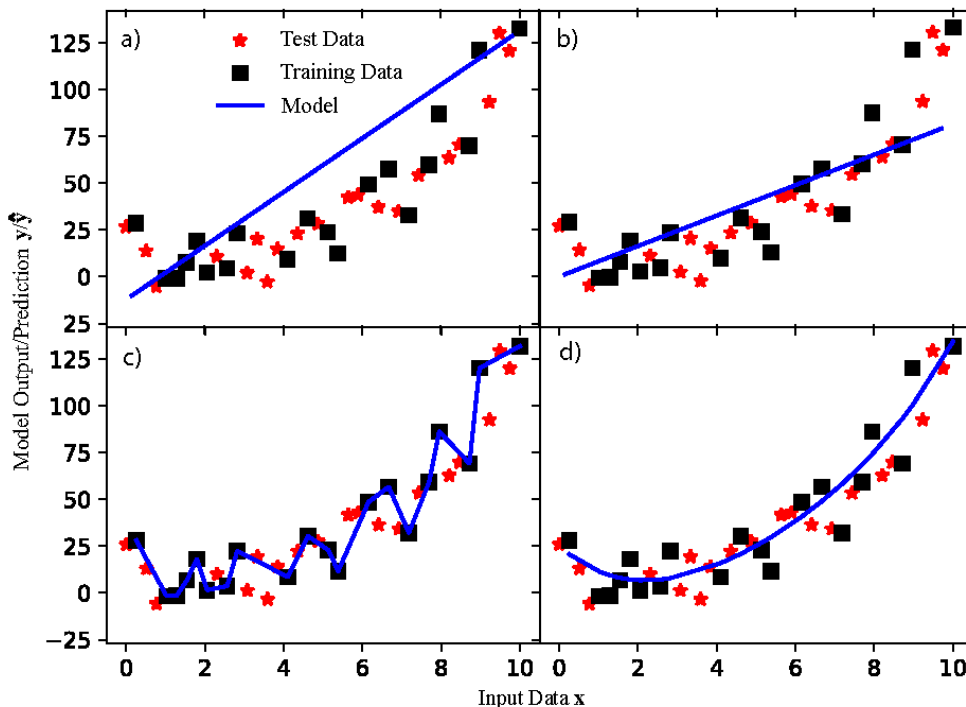 a)
Test Data
Training Data
Model
b)
125
100
75
50
25
0
25
c)
d)
125
100
75
50
25
0
−25
0 2 4 6 8 10 0 2 4 6 8 10
Input Data x
Model Output/Prediction y/ŷ